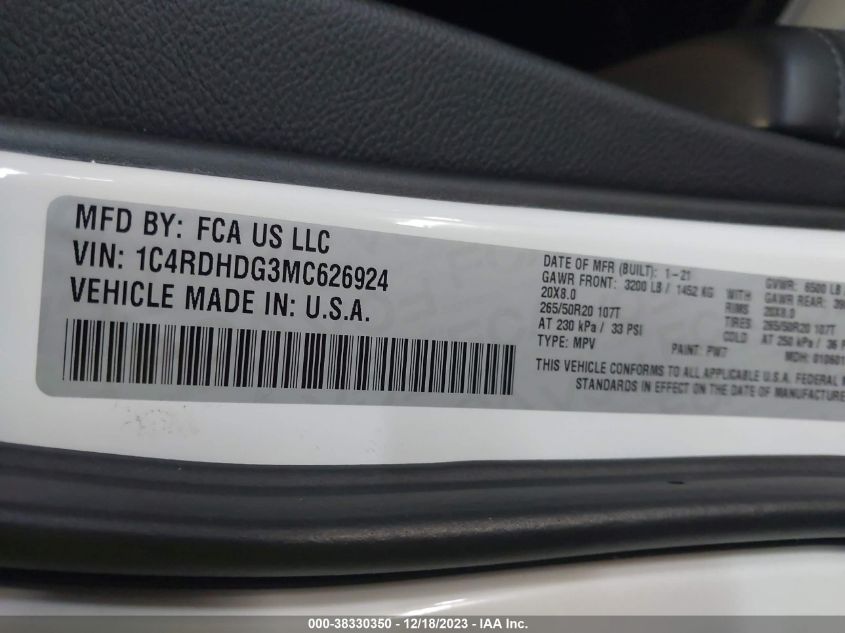 MFD BY: FCA US LLC
VIN: 1C4RDHDG3MC626924
VEHICLE MADE IN: U.S.A.
DATE OF MFR (BUILT): 1-21
GVWR: 6500 LB
GAWR FRONT: 3200 LB / 1452 KG WITH GAWR REAR:
20X8.0 RIMS 20X8.0
265/50R20 107T TIRES 265/50R20 107T
AT 230 kPa / 33 PSI COLD AT 250 kPa / 36
TYPE: MPV PAINT: PW7 MDH: 010601
THIS VEHICLE CONFORMS TO ALL APPLICABLE U.S.A. FEDERAL
STANDARDS IN EFFECT ON THE DATE OF MANUFACTURE
000-38330350 - 12/18/2023 - IAA Inc.